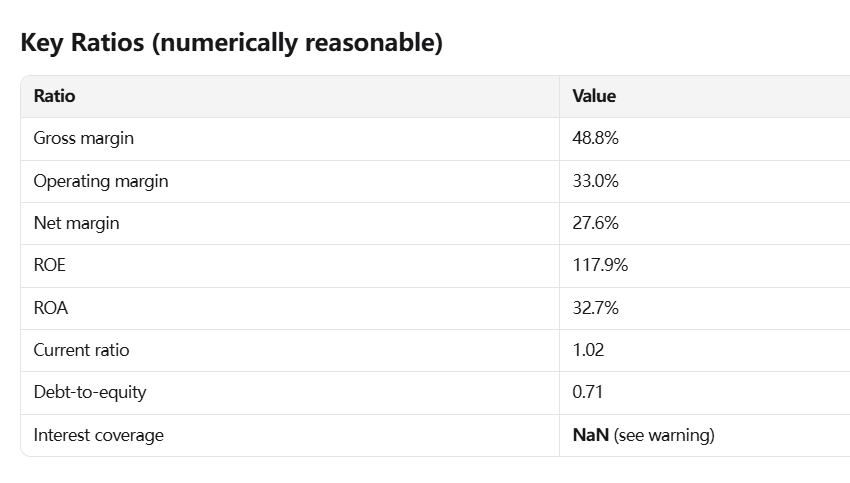 Key Ratios (numerically reasonable)
Ratio Value
Gross margin 48.8%
Operating margin 33.0%
Net margin 27.6%
ROE 117.9%
ROA 32.7%
Current ratio 1.02
Debt-to-equity 0.71
Interest coverage NaN (see warning)